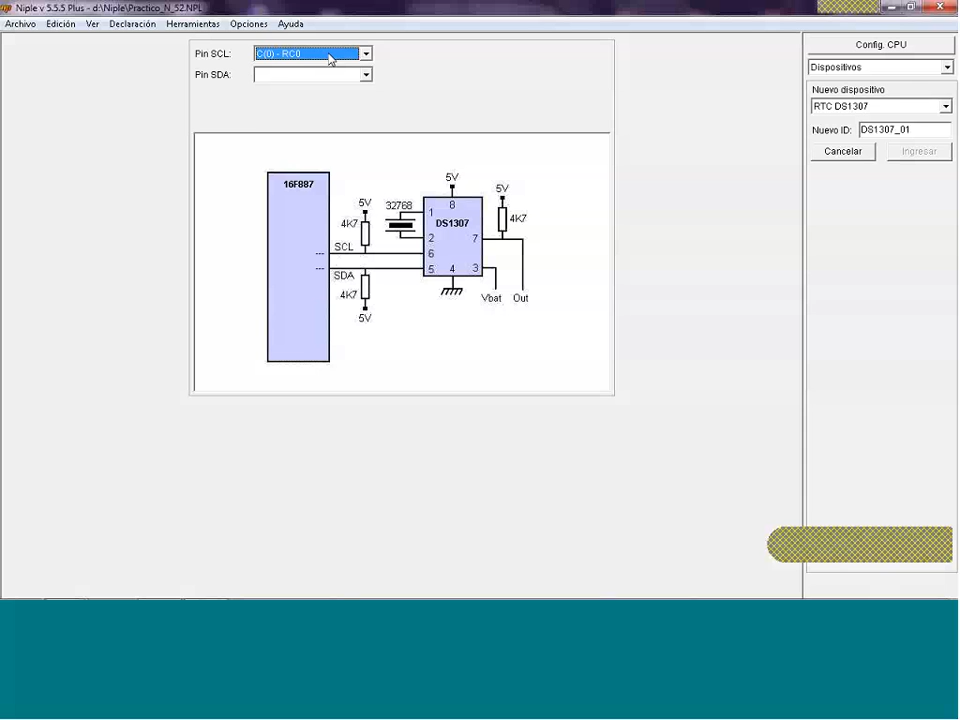 Niple v 5.5.5 Plus - d:\Niple\Practico_N_52.NPL
Archivo Edición Ver Declaración Herramientas Opciones Ayuda
Pin SCL: C(0) - RC0
Pin SDA:
Config. CPU
Dispositivos
Nuevo dispositivo
RTC DS1307
Nuevo ID: DS1307_01
Cancelar Ingresar
16F887
5V
4K7
SCL
SDA
4K7
5V
32768
5V
8
1
DS1307
2
7
6
5
4
3
5V
4K7
Vbat
Out